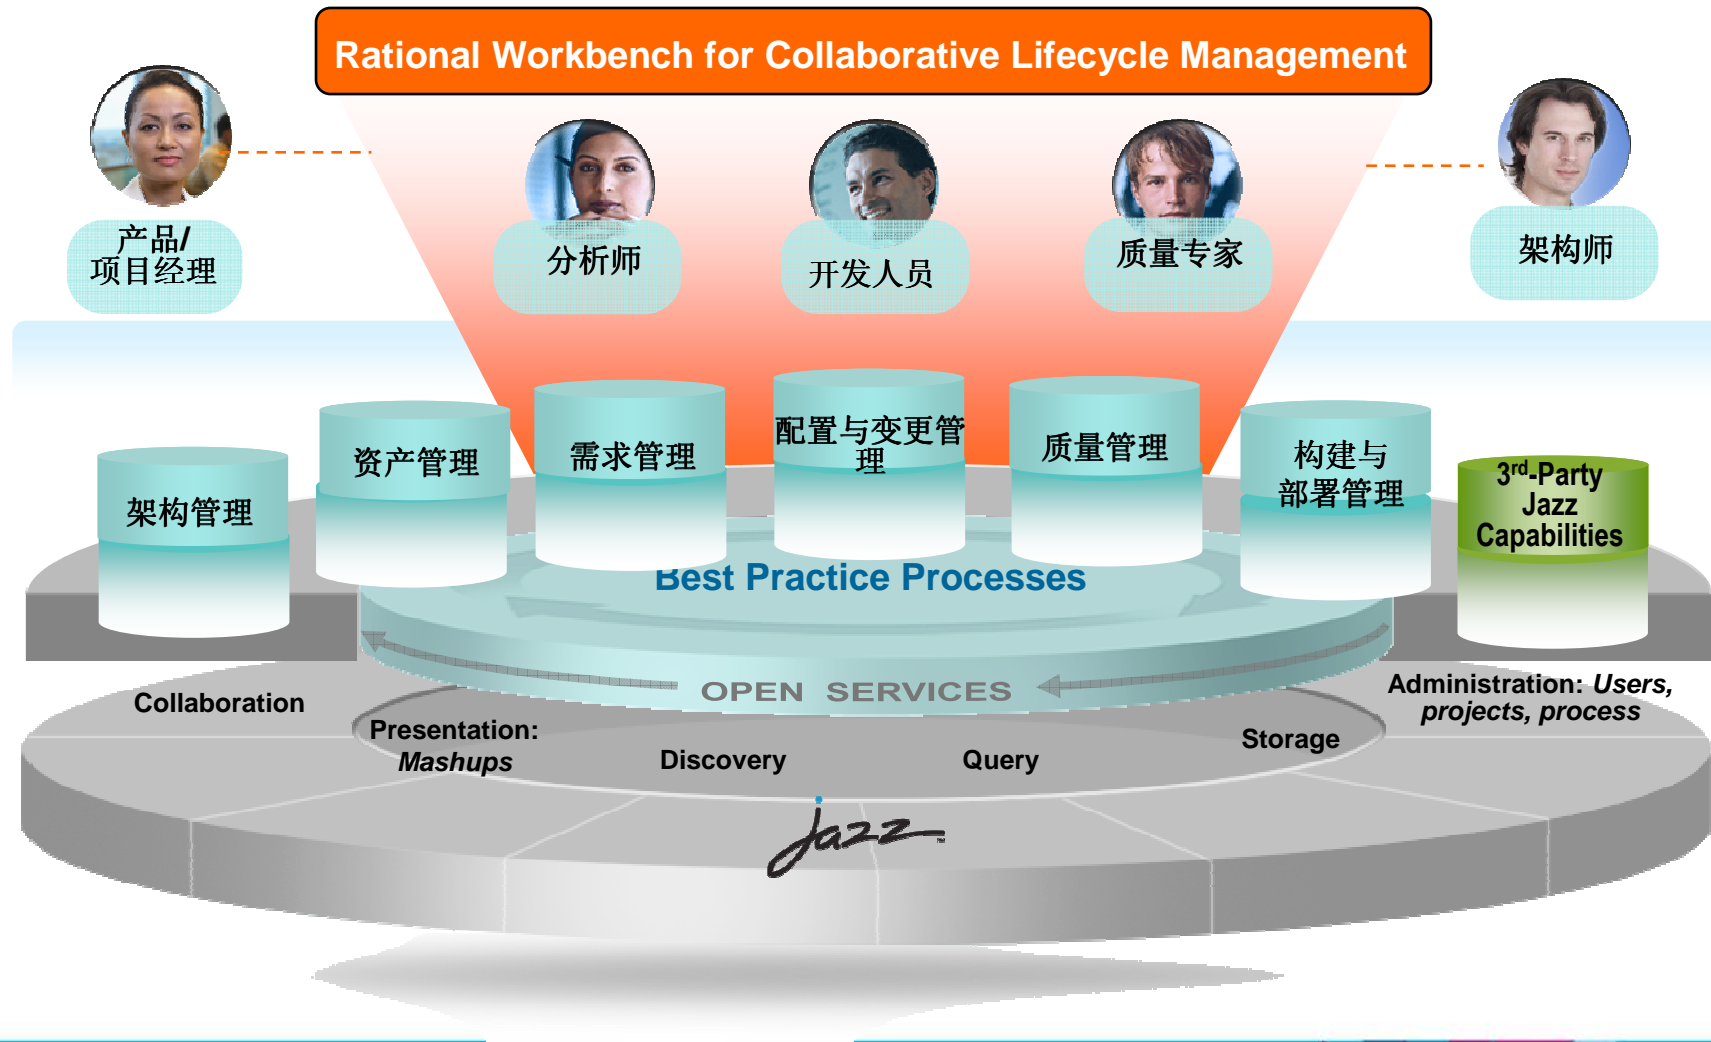 Rational Workbench for Collaborative Lifecycle Management
产品/
项目经理
分析师
开发人员
质量专家
架构师
架构管理
资产管理
需求管理
配置与变更管
理
质量管理
构建与
部署管理
3rd-Party
Jazz
Capabilities
Best Practice Processes
OPEN SERVICES
Collaboration
Presentation:
Mashups
Discovery
Query
Storage
Administration: Users,
projects, process
jazz